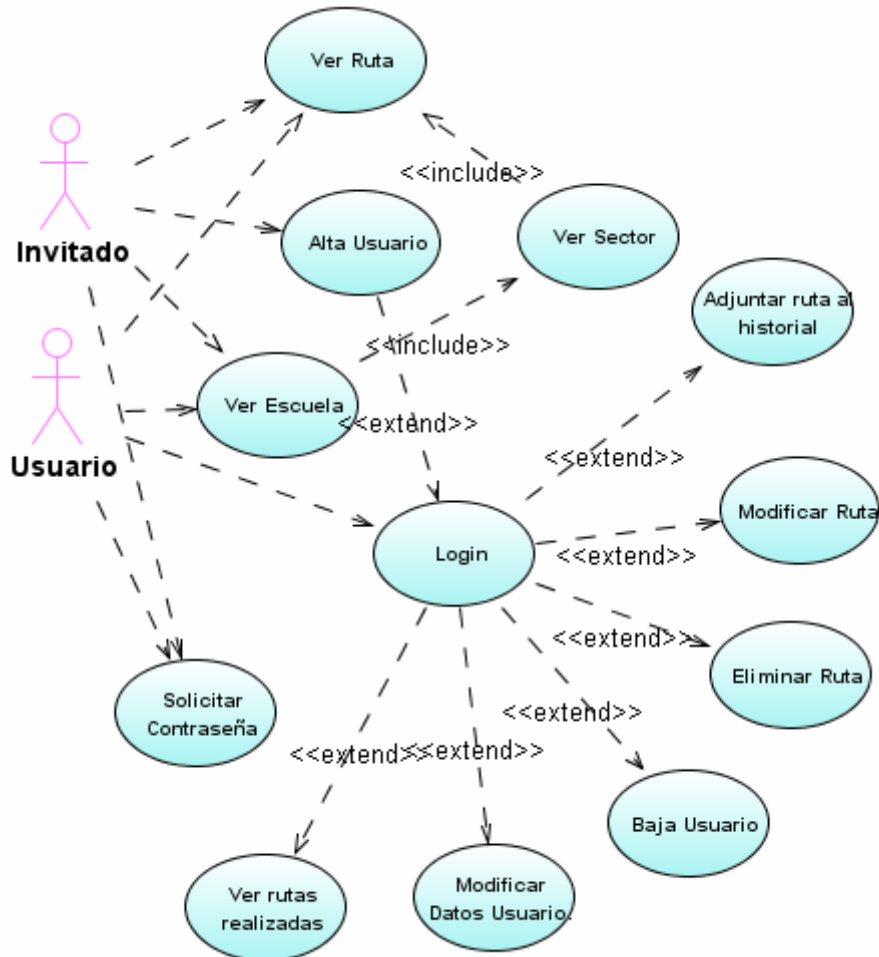 Ver Ruta
<<include>>
Invitado
Alta Usuario
Ver Sector
Adjuntar ruta al
historial
<<include>>
Ver Escuela
<<extend>>
Usuario
<<extend>>
Modificar Ruta
Login
<<extend>>
<<extend>>
Eliminar Ruta
Solicitar
Contraseña
<<extend>>
<<extend>>
<<extend>>
Baja Usuario
Ver rutas
realizadas
Modificar
Datos Usuario.